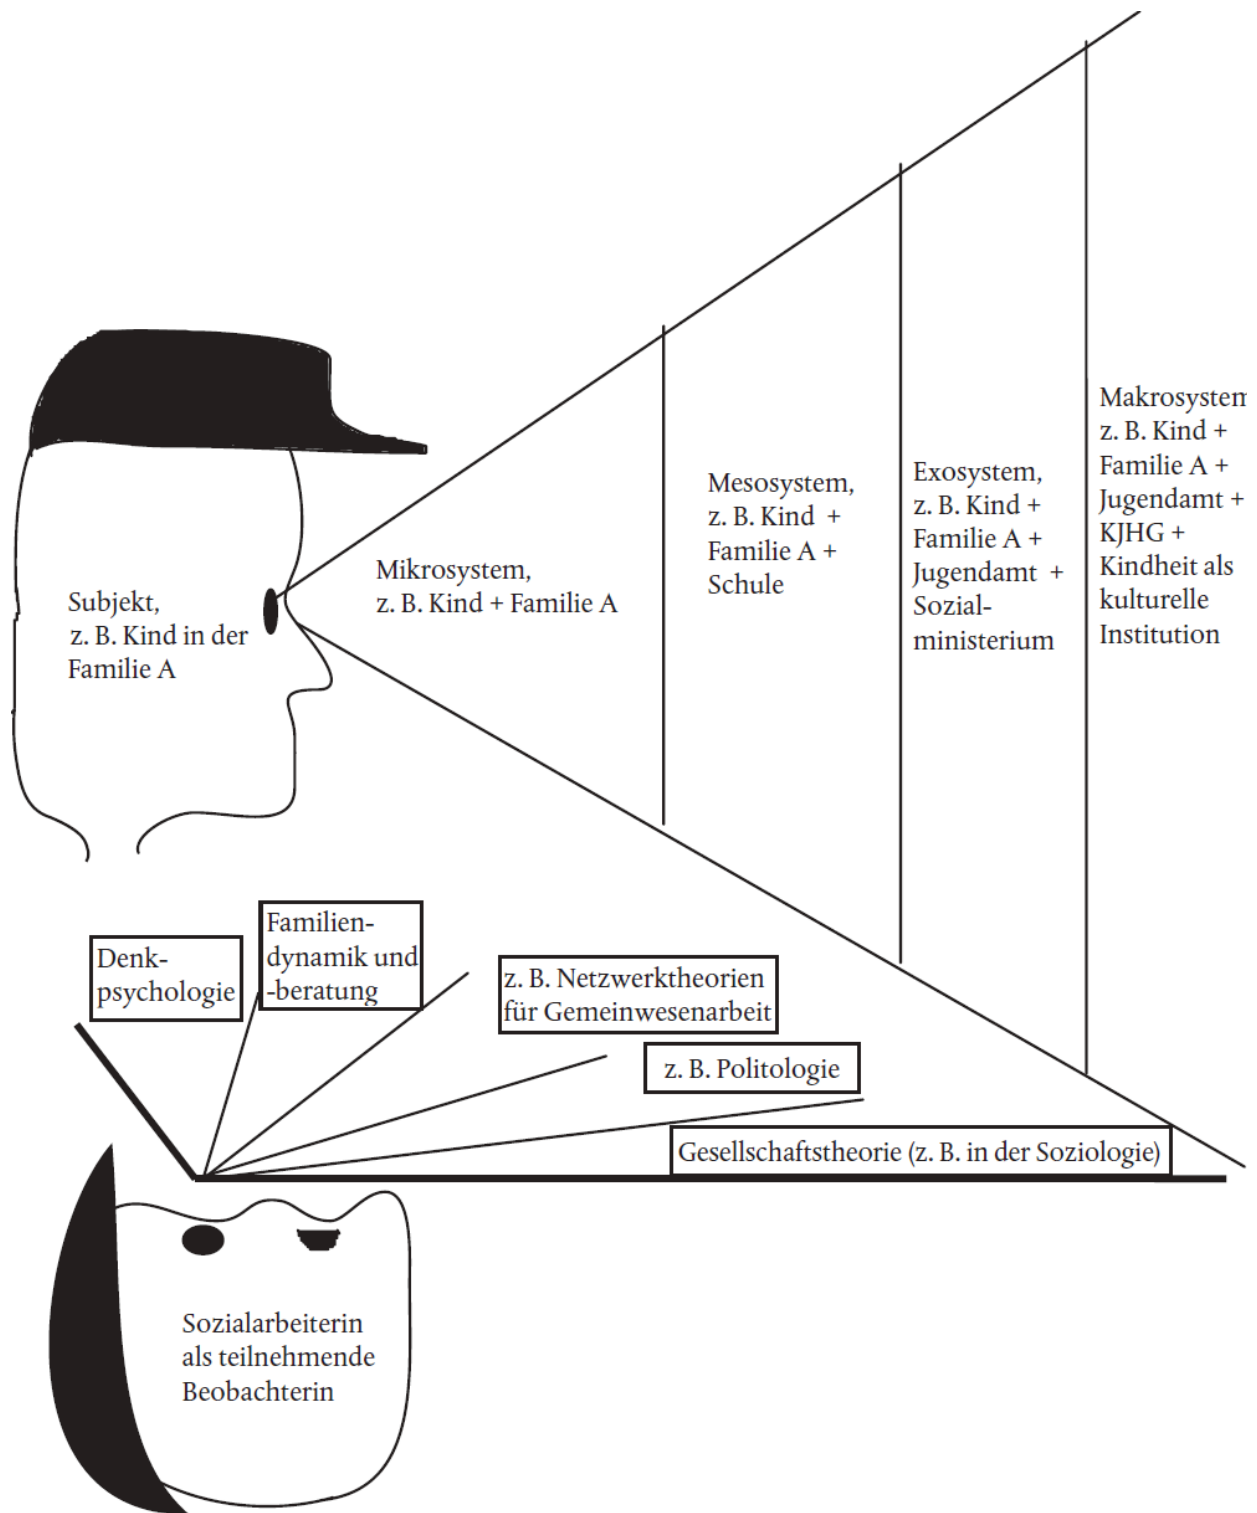 Subjekt,
z. B. Kind in der
Familie A
Mikrosystem,
z. B. Kind + Familie A
Mesosystem,
z. B. Kind +
Familie A +
Schule
Exosystem,
z. B. Kind +
Familie A +
Jugendamt +
Sozial-
ministerium
Makrosystem
z. B. Kind +
Familie A +
Jugendamt +
KJHG +
Kindheit als
kulturelle
Institution
Denk-
psychologie
Familien-
dynamik und
-beratung
z. B. Netzwerktheorien
für Gemeinwesenarbeit
z. B. Politologie
Gesellschaftstheorie (z. B. in der Soziologie)
Sozialarbeiterin
als teilnehmende
Beobachterin